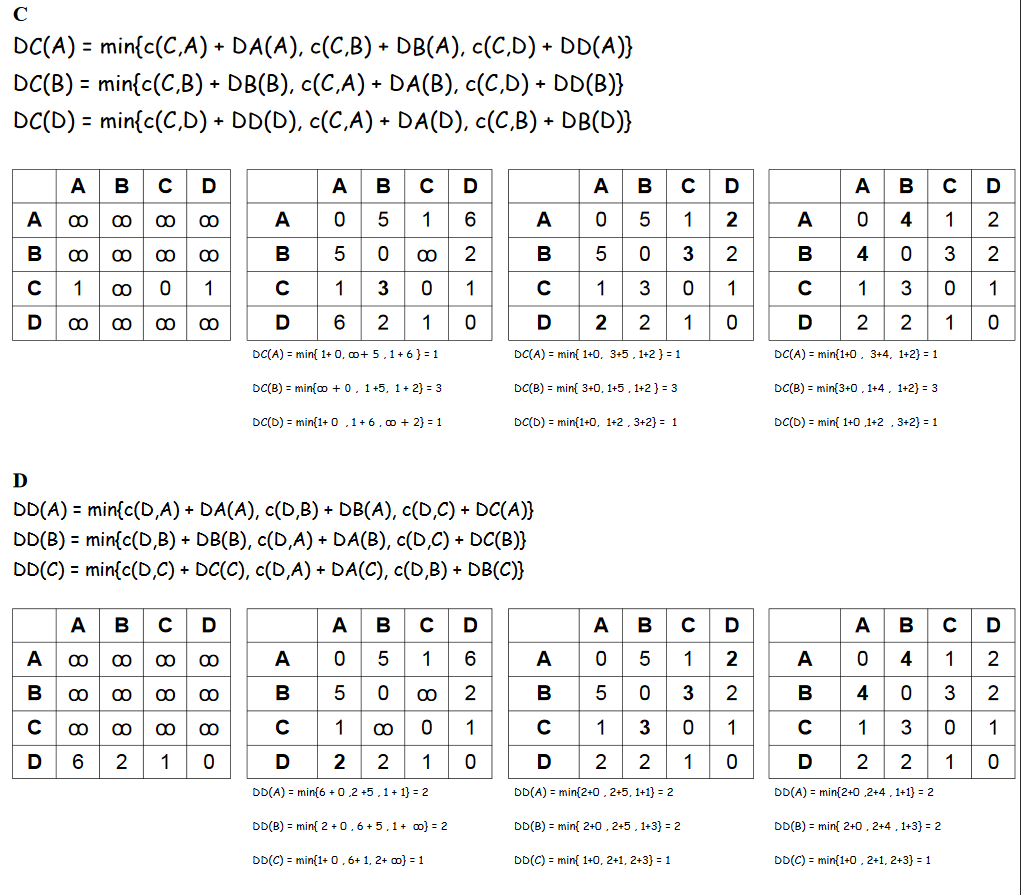 C
DC(A) = min{c(C,A) + DA(A), c(C,B) + DB(A), c(C,D) + DD(A)}
DC(B) = min{c(C,B) + DB(B), c(C,A) + DA(B), c(C,D) + DD(B)}
DC(D) = min{c(C,D) + DD(D), c(C,A) + DA(D), c(C,B) + DB(D)}
A B C D A B C D A B C D A B C D
A ∞ ∞ ∞ ∞ A 0 5 1 6 A 0 5 1 2 A 0 4 1 2
B ∞ ∞ ∞ ∞ B 5 0 ∞ 2 B 5 0 3 2 B 4 0 3 2
C 1 ∞ 0 1 C 1 3 0 1 C 1 3 0 1 C 1 3 0 1
D ∞ ∞ ∞ ∞ D 6 2 1 0 D 2 2 1 0 D 2 2 1 0
DC(A) = min{ 1+ 0, ∞+ 5 , 1 + 6 } = 1 DC(A) = min{ 1+0, 3+5 , 1+2 } = 1 DC(A) = min{1+0 , 3+4, 1+2} = 1
DC(B) = min{∞ + 0 , 1 +5, 1 + 2} = 3 DC(B) = min{ 3+0, 1+5 , 1+2 } = 3 DC(B) = min{3+0 , 1+4 , 1+2} = 3
DC(D) = min{1+ 0 , 1 + 6 , ∞ + 2} = 1 DC(D) = min{1+0, 1+2 , 3+2} = 1 DC(D) = min{ 1+0 ,1+2 , 3+2} = 1
D
DD(A) = min{c(D,A) + DA(A), c(D,B) + DB(A), c(D,C) + DC(A)}
DD(B) = min{c(D,B) + DB(B), c(D,A) + DA(B), c(D,C) + DC(B)}
DD(C) = min{c(D,C) + DC(C), c(D,A) + DA(C), c(D,B) + DB(C)}
A B C D A B C D A B C D A B C D
A ∞ ∞ ∞ ∞ A 0 5 1 6 A 0 5 1 2 A 0 4 1 2
B ∞ ∞ ∞ ∞ B 5 0 ∞ 2 B 5 0 3 2 B 4 0 3 2
C ∞ ∞ ∞ ∞ C 1 ∞ 0 1 C 1 3 0 1 C 1 3 0 1
D 6 2 1 0 D 2 2 1 0 D 2 2 1 0 D 2 2 1 0
DD(A) = min{6 + 0 ,2 +5 , 1 + 1} = 2 DD(A) = min{2+0 , 2+5, 1+1} = 2 DD(A) = min{2+0 ,2+4 , 1+1} = 2
DD(B) = min{ 2 + 0 , 6 + 5 , 1 + ∞} = 2 DD(B) = min{ 2+0 , 2+5 , 1+3} = 2 DD(B) = min{ 2+0 , 2+4 , 1+3} = 2
DD(C) = min{1+ 0 , 6+ 1, 2+ ∞} = 1 DD(C) = min{ 1+0, 2+1, 2+3} = 1 DD(C) = min{1+0 , 2+1, 2+3} = 1